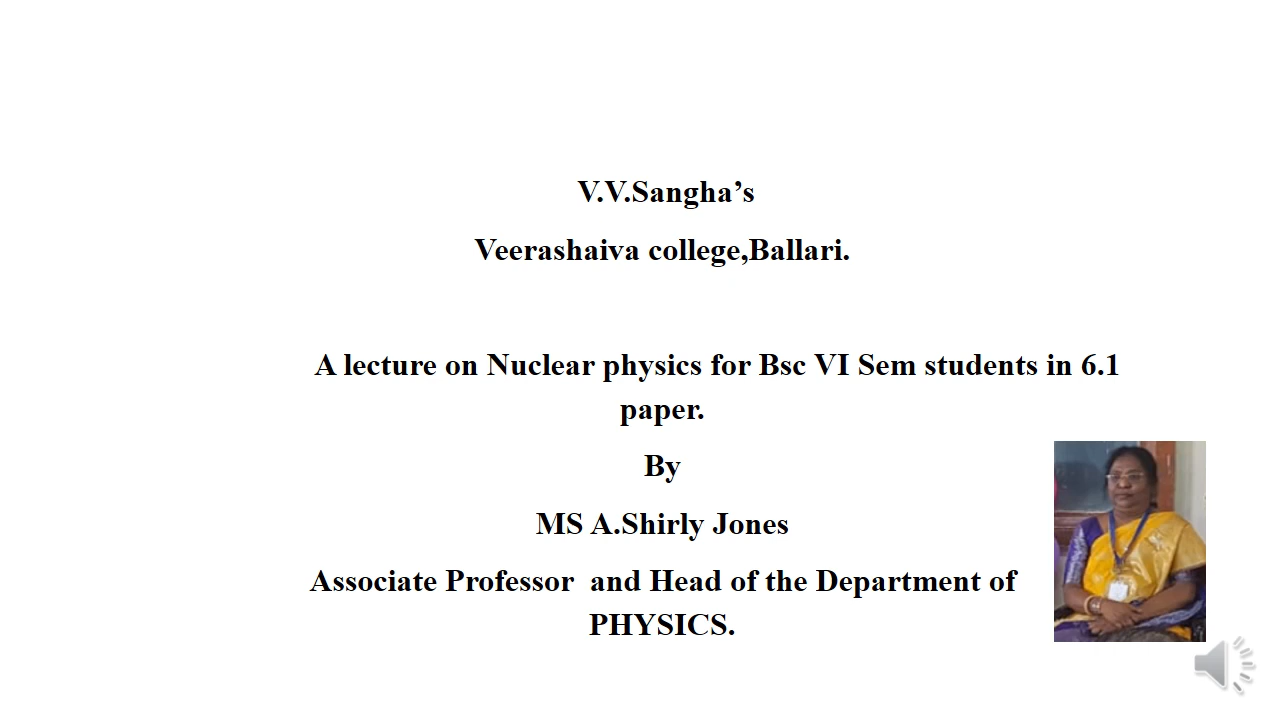 V.V.Sangha’s
Veerashaiva college,Ballari.
A lecture on Nuclear physics for Bsc VI Sem students in 6.1
paper.
By
MS A.Shirly Jones
Associate Professor  and Head of the Department of
PHYSICS.